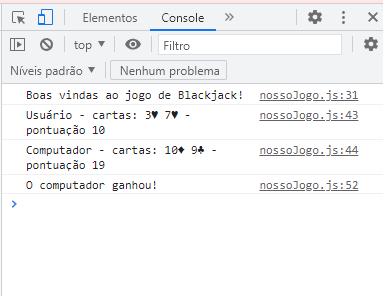 Elementos Console »
top Filtro
Níveis padrão Nenhum problema
Boas vindas ao jogo de Blackjack! nossoJogo.js:31
Usuário - cartas: 3♥ 7♥ - nossoJogo.js:43
pontuação 10
Computador - cartas: 10♦ 9♣ - nossoJogo.js:44
pontuação 19
O computador ganhou! nossoJogo.js:52